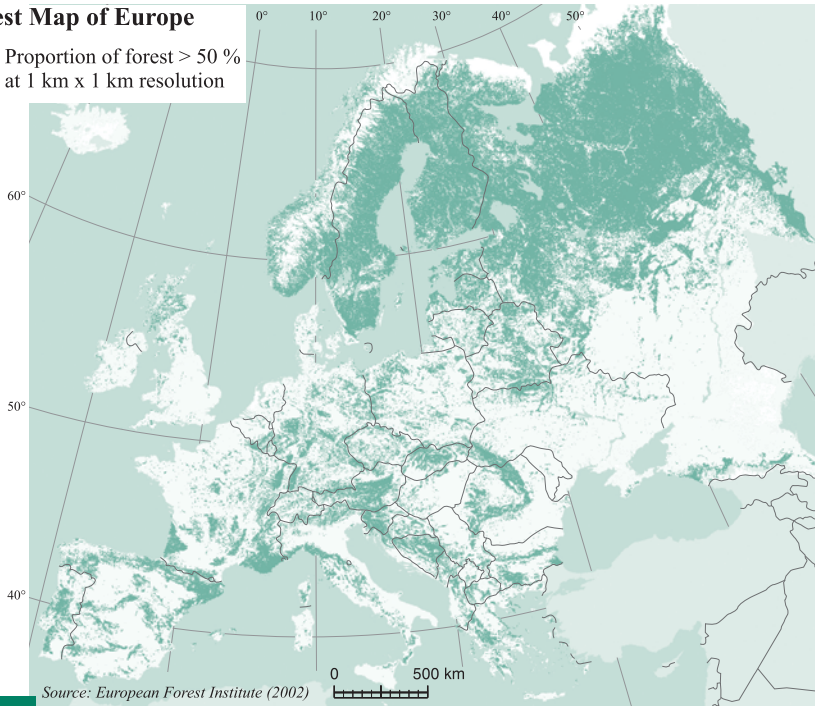 est Map of Europe
Proportion of forest > 50 %
at 1 km x 1 km resolution
0° 10° 20° 30° 40° 50°
60°
50°
40°
0 500 km
Source: European Forest Institute (2002)